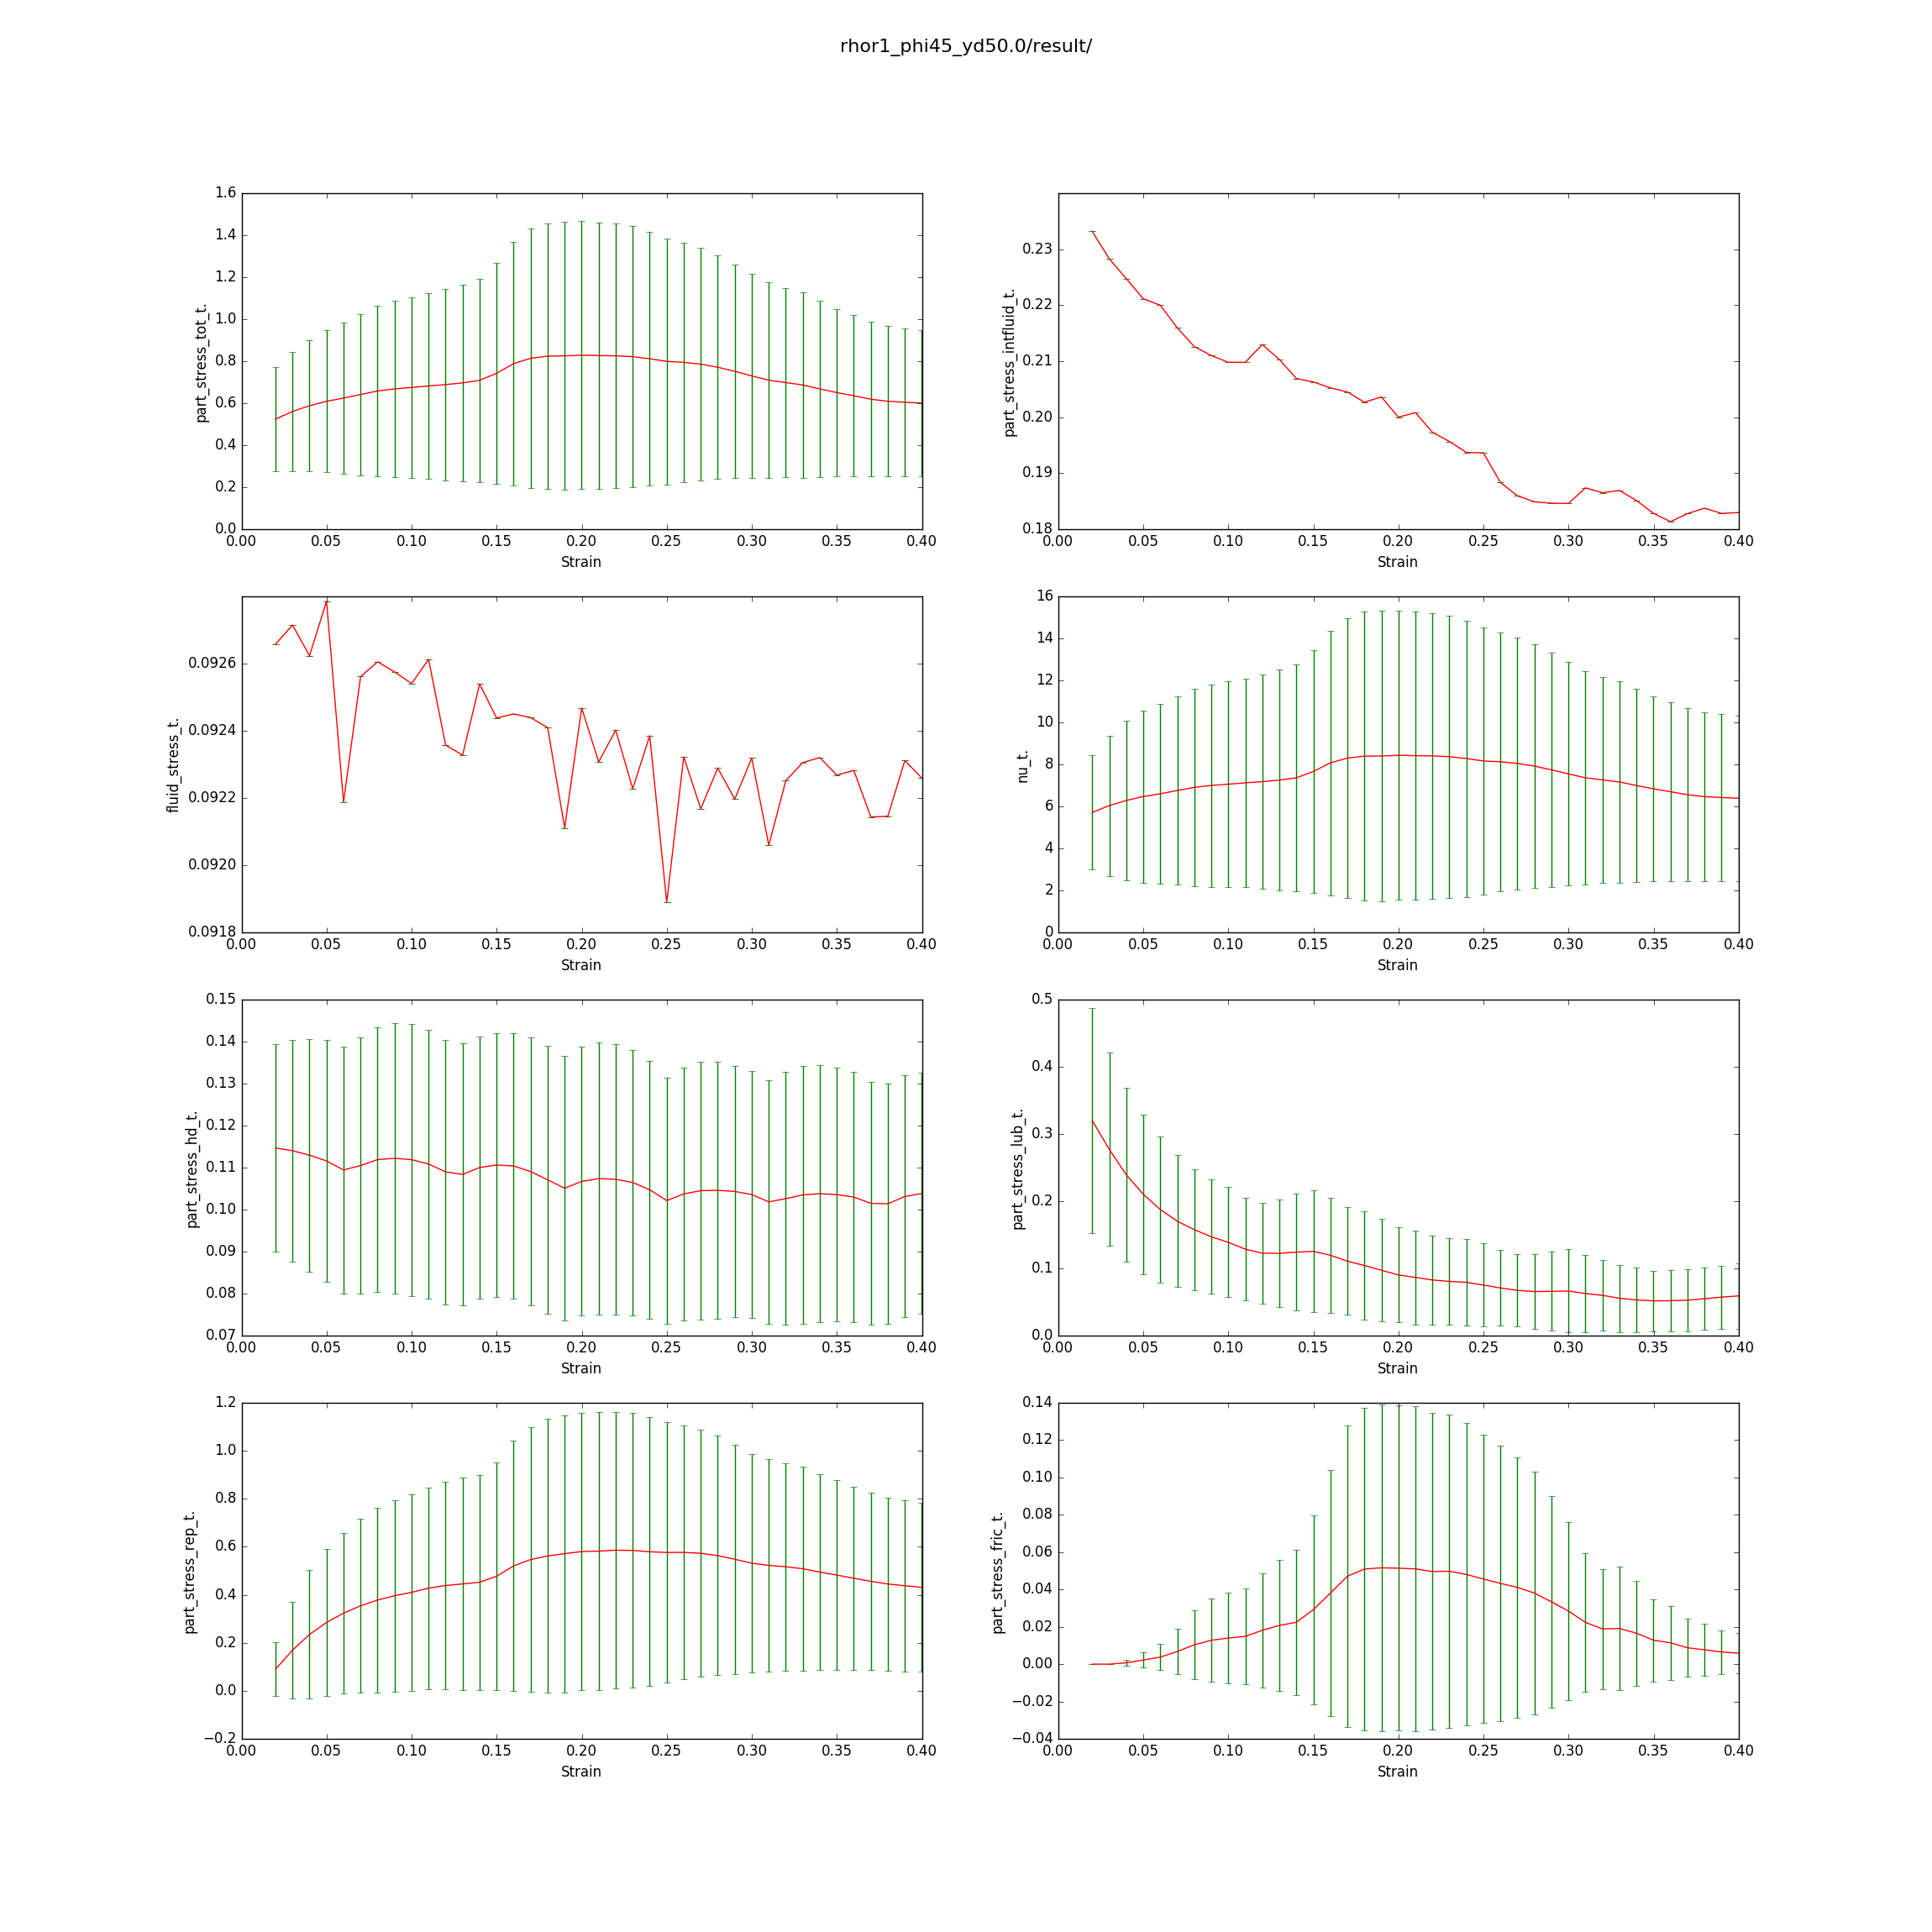 rhor1_phi45_yd50.0/result/
part_stress_tot_t.
1.6
1.4
1.2
1.0
0.8
0.6
0.4
0.2
0.0
0.00 0.05 0.10 0.15 0.20 0.25 0.30 0.35 0.40
Strain
part_stress_intfluid_t.
0.23
0.22
0.21
0.20
0.19
0.18
0.00 0.05 0.10 0.15 0.20 0.25 0.30 0.35 0.40
Strain
fluid_stress_t.
0.0926
0.0924
0.0922
0.0920
0.0918
0.00 0.05 0.10 0.15 0.20 0.25 0.30 0.35 0.40
Strain
nu_t.
16
14
12
10
8
6
4
2
0
0.00 0.05 0.10 0.15 0.20 0.25 0.30 0.35 0.40
Strain
part_stress_hd_t.
0.15
0.14
0.13
0.12
0.11
0.10
0.09
0.08
0.07
0.00 0.05 0.10 0.15 0.20 0.25 0.30 0.35 0.40
Strain
part_stress_lub_t.
0.5
0.4
0.3
0.2
0.1
0.0
0.00 0.05 0.10 0.15 0.20 0.25 0.30 0.35 0.40
Strain
part_stress_rep_t.
1.2
1.0
0.8
0.6
0.4
0.2
0.0
−0.2
0.00 0.05 0.10 0.15 0.20 0.25 0.30 0.35 0.40
Strain
part_stress_fric_t.
0.14
0.12
0.10
0.08
0.06
0.04
0.02
0.00
−0.02
−0.04
0.00 0.05 0.10 0.15 0.20 0.25 0.30 0.35 0.40
Strain